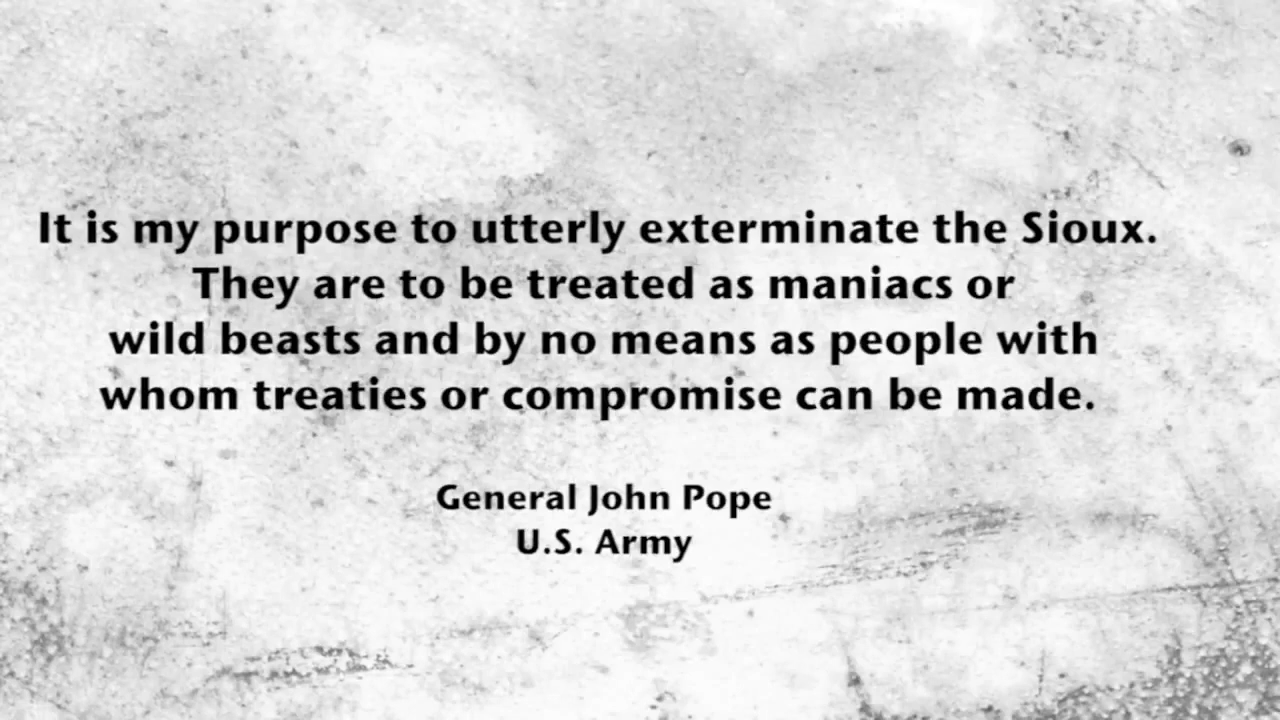 It is my purpose to utterly exterminate the Sioux.
They are to be treated as maniacs or
wild beasts and by no means as people with
whom treaties or compromise can be made.
General John Pope
U.S. Army